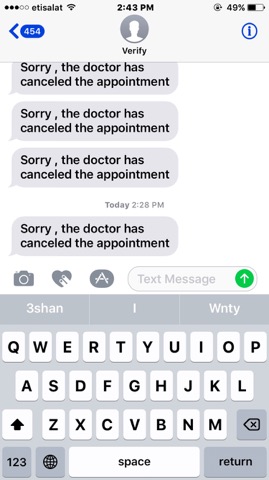 etisalat 2:43 PM 49%
454
Verify
Sorry , the doctor has
canceled the appointment
Sorry , the doctor has
canceled the appointment
Sorry , the doctor has
canceled the appointment
Today 2:28 PM
Sorry , the doctor has
canceled the appointment
Text Message
3shan I Wnty
Q W E R T Y U I O P
A S D F G H J K L
Z X C V B N M
123 space return